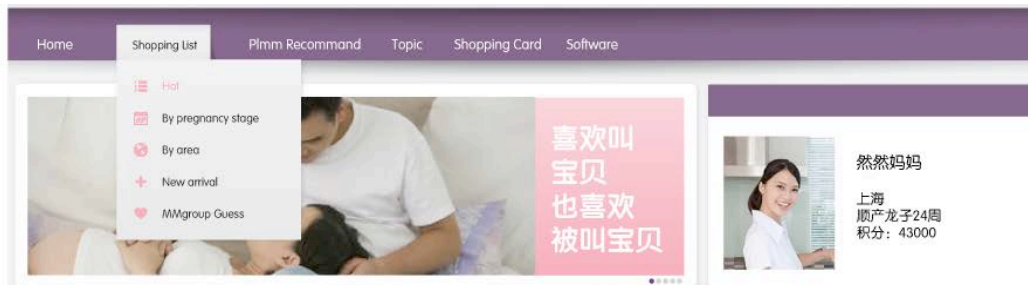 Home Shopping List Plmm Recommand Topic Shopping Card Software
Hot
By pregnancy stage
By area
New arrival
MMgroup Guess
喜欢叫
宝贝
也喜欢
被叫宝贝
然然妈妈
上海
顺产龙子24周
积分：43000